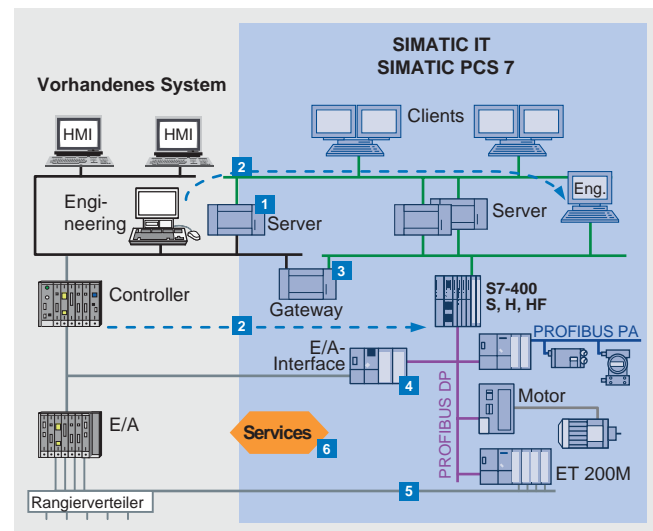 SIMATIC IT
SIMATIC PCS 7
Vorhandenes System
HMI
HMI
Clients
2
Engi-
neering
1
Server
Server
Eng.
3
Gateway
Controller
2
S7-400
S, H, HF
PROFIBUS PA
E/A-
Interface
4
PROFIBUS DP
Motor
E/A
Services
6
ET 200M
5
Rangierverteiler